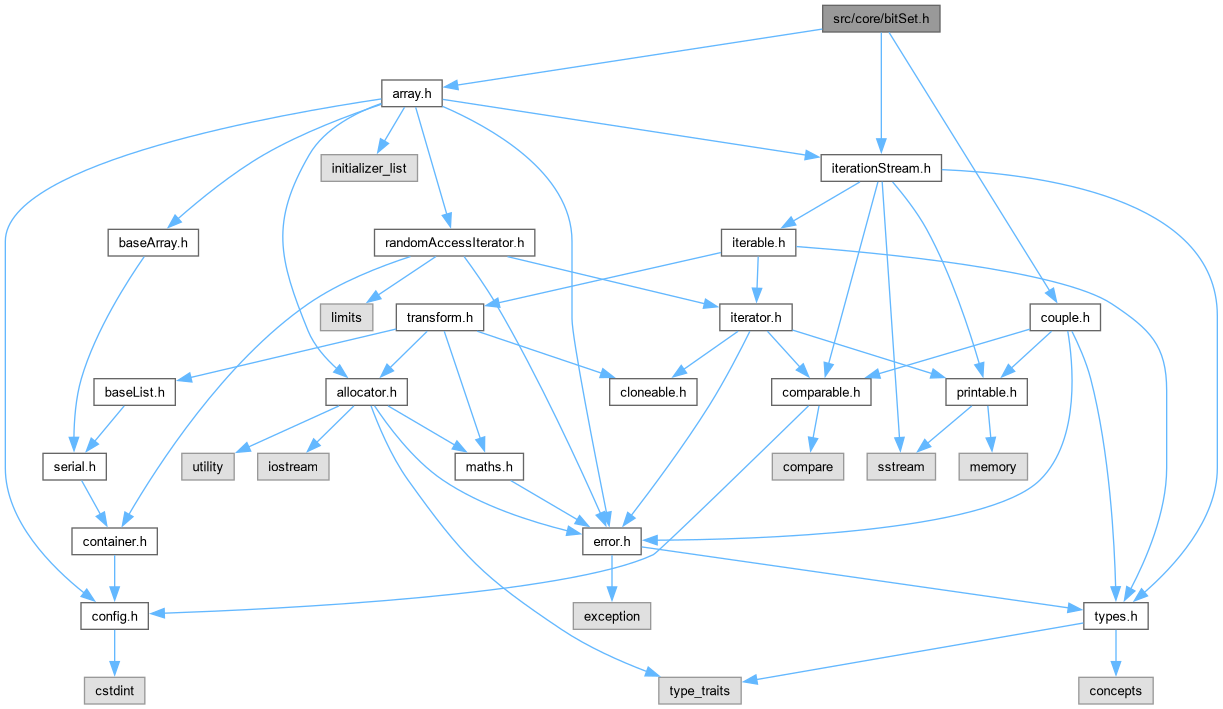 src/core/bitSet.h
array.h
initializer_list
iterationStream.h
baseArray.h
randomAccessIterator.h
iterable.h
limits
transform.h
iterator.h
couple.h
baseList.h
allocator.h
cloneable.h
comparable.h
printable.h
serial.h
utility
iostream
maths.h
compare
sstream
memory
container.h
error.h
config.h
exception
types.h
cstdint
type_traits
concepts